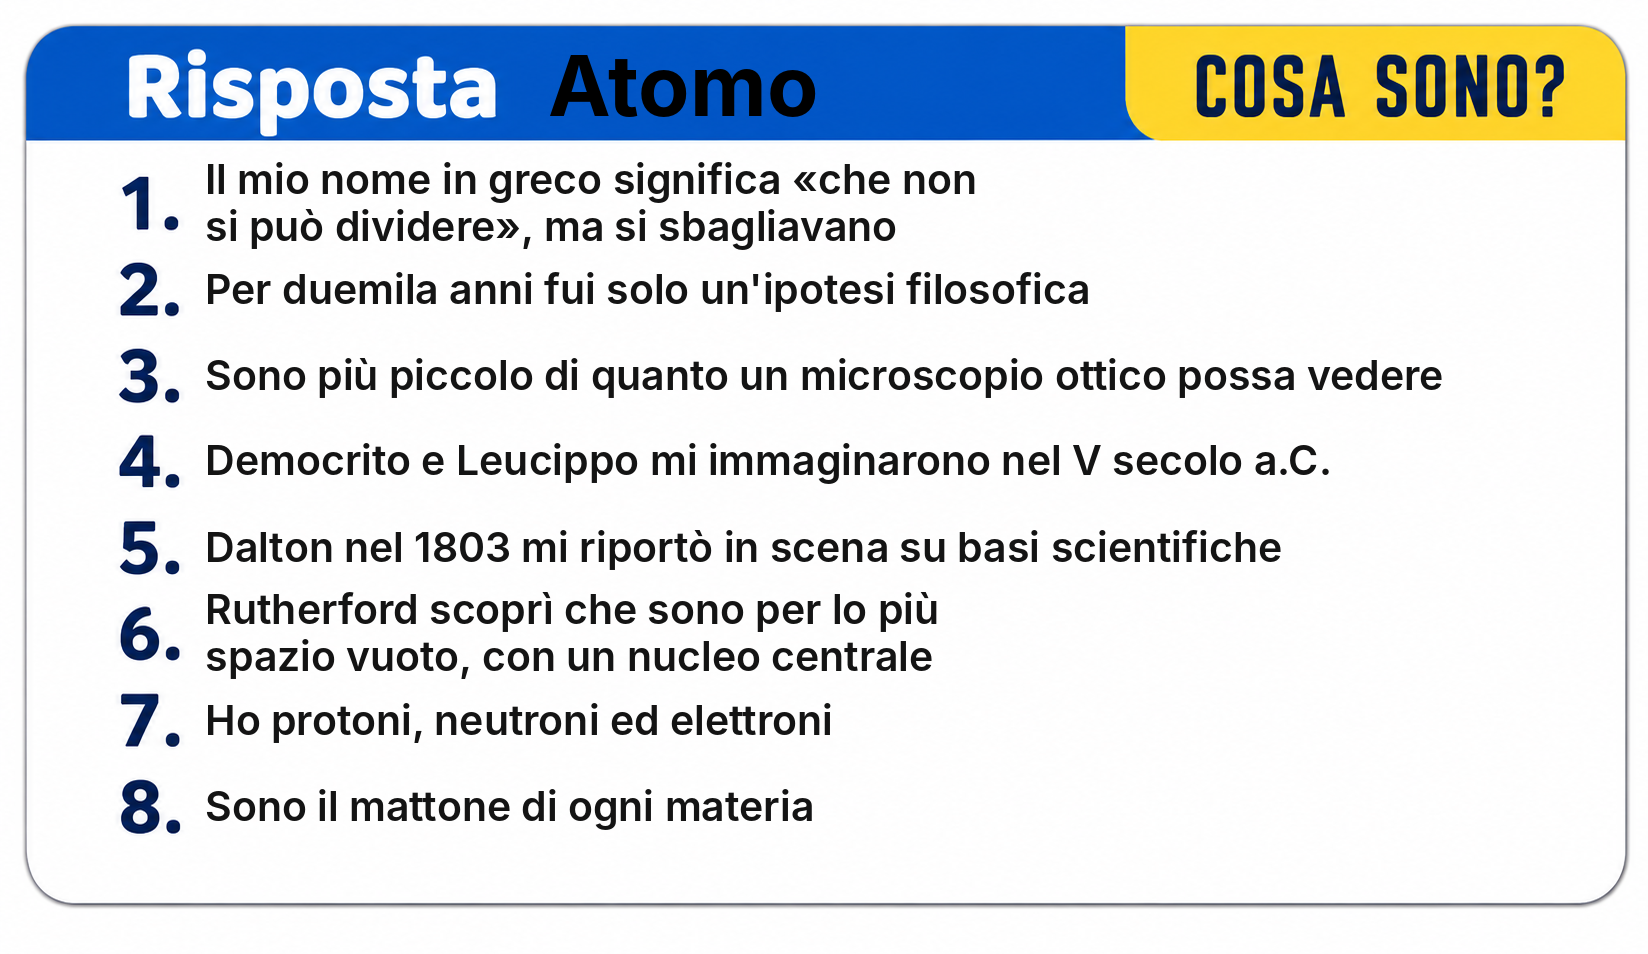 Risposta Atomo COSA SONO?
1. Il mio nome in greco significa «che non
si può dividere», ma si sbagliavano
2. Per duemila anni fui solo un'ipotesi filosofica
3. Sono più piccolo di quanto un microscopio ottico possa vedere
4. Democrito e Leucippo mi immaginarono nel V secolo a.C.
5. Dalton nel 1803 mi riportò in scena su basi scientifiche
6. Rutherford scoprì che sono per lo più
spazio vuoto, con un nucleo centrale
7. Ho protoni, neutroni ed elettroni
8. Sono il mattone di ogni materia